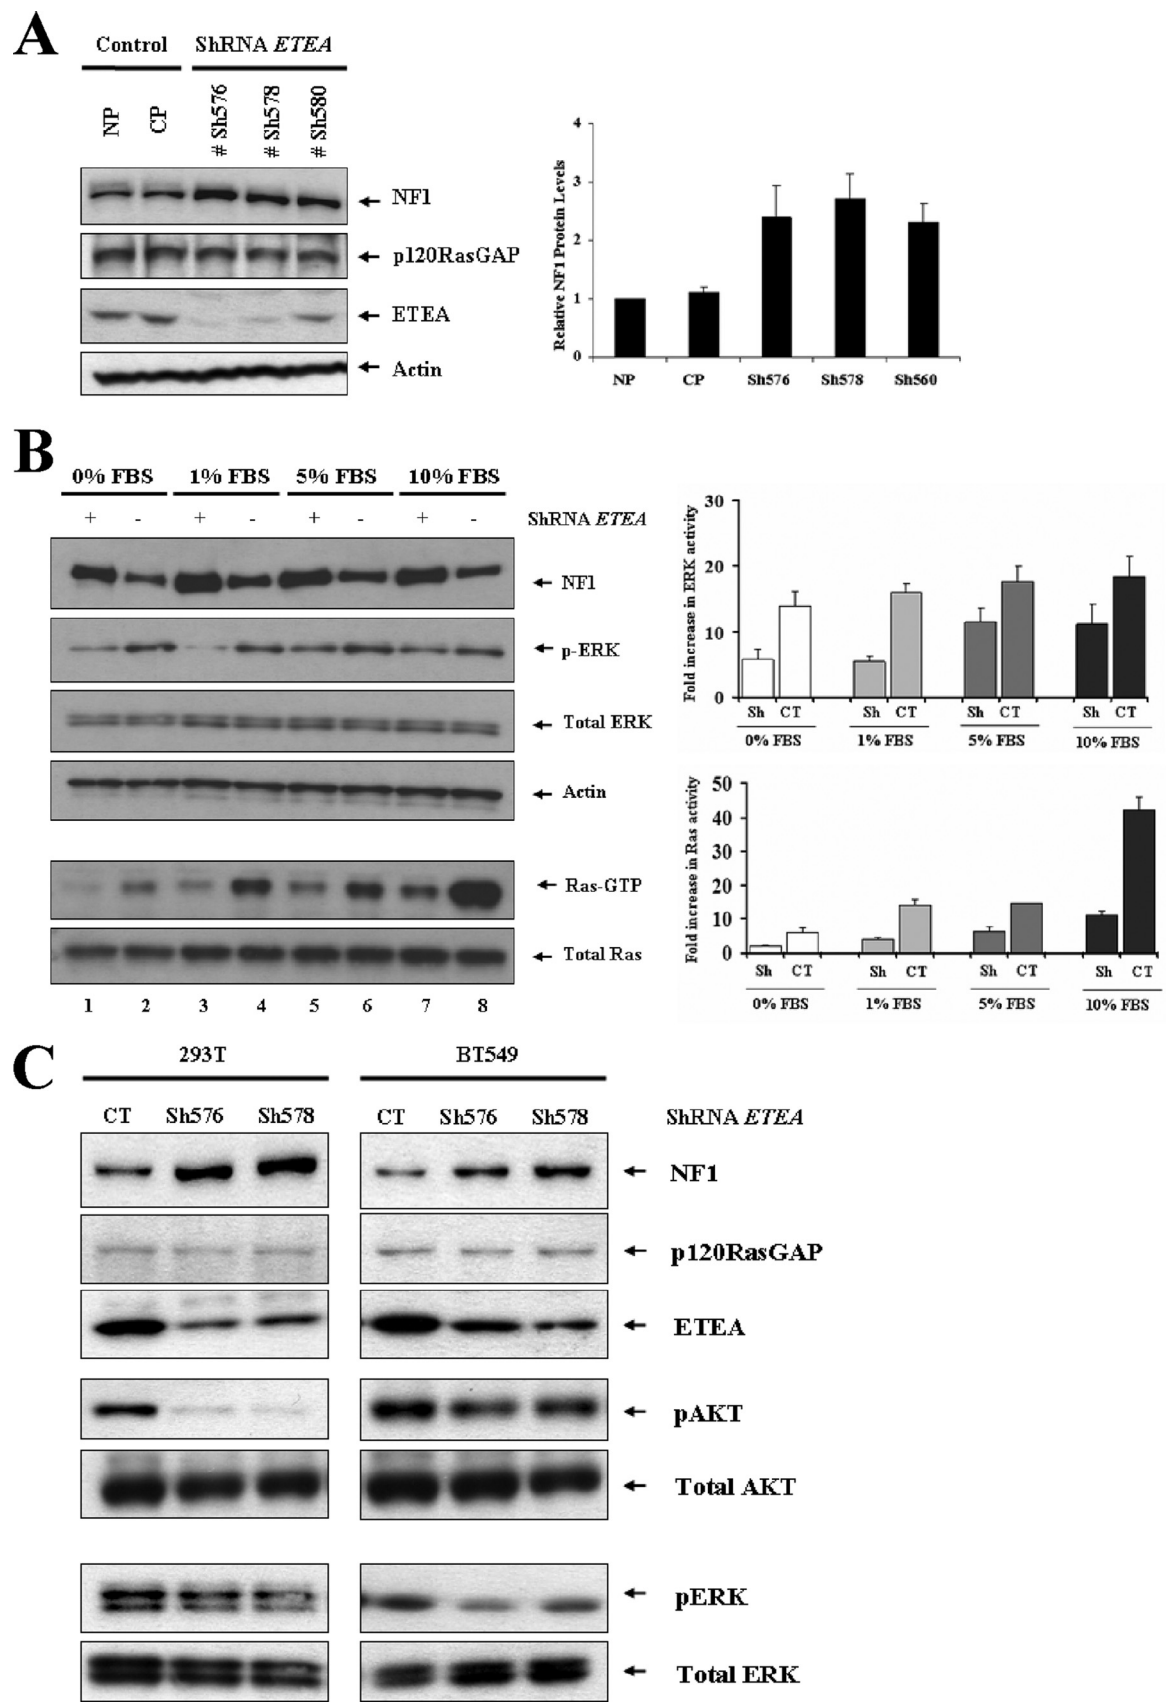 A
Control ShRNA ETEA
NP CP # Sh576 # Sh578 # Sh580
NF1
p120RasGAP
ETEA
Actin
Relative NF1 Protein Levels
4
3
2
1
0
NP CP Sh576 Sh578 Sh560
B
0% FBS 1% FBS 5% FBS 10% FBS
+ - + - + - + - ShRNA ETEA
NF1
p-ERK
Total ERK
Actin
Ras-GTP
Total Ras
1 2 3 4 5 6 7 8
Fold increase in ERK activity
30
20
10
0
Sh CT Sh CT Sh CT Sh CT
0% FBS 1% FBS 5% FBS 10% FBS
Fold increase in Ras activity
50
40
30
20
10
0
Sh CT Sh CT Sh CT Sh CT
0% FBS 1% FBS 5% FBS 10% FBS
C
293T BT549
CT Sh576 Sh578 CT Sh576 Sh578 ShRNA ETEA
NF1
p120RasGAP
ETEA
pAKT
Total AKT
pERK
Total ERK